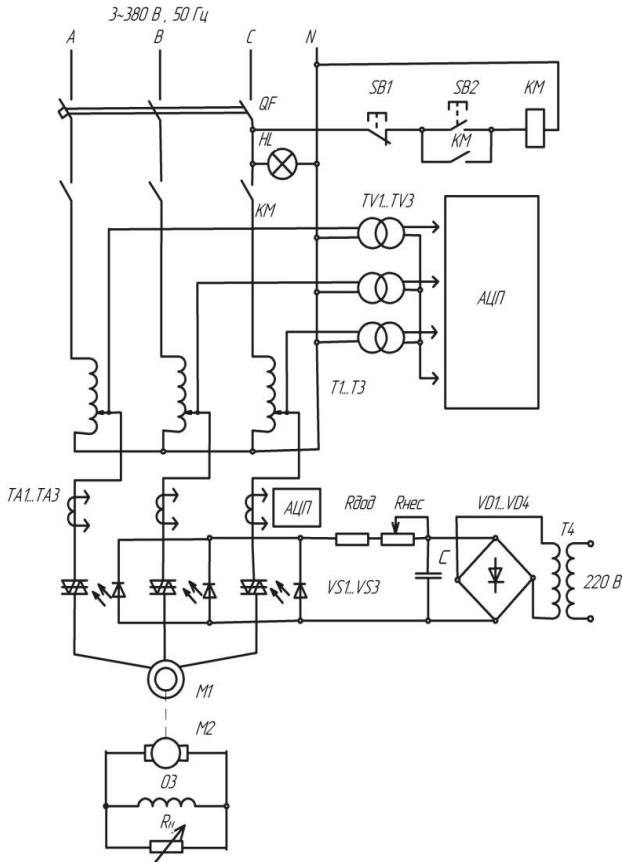 3~380 В , 50 Гц
A B C N
SB1 SB2 KM
QF
KM
HL
KM
TV1...TV3
АЦП
T1...T3
TA1...TA3
АЦП
Rдод Rнес VD1...VD4
T4
C
220 В
VS1...VS3
M1
M2
ОЗ
Rн